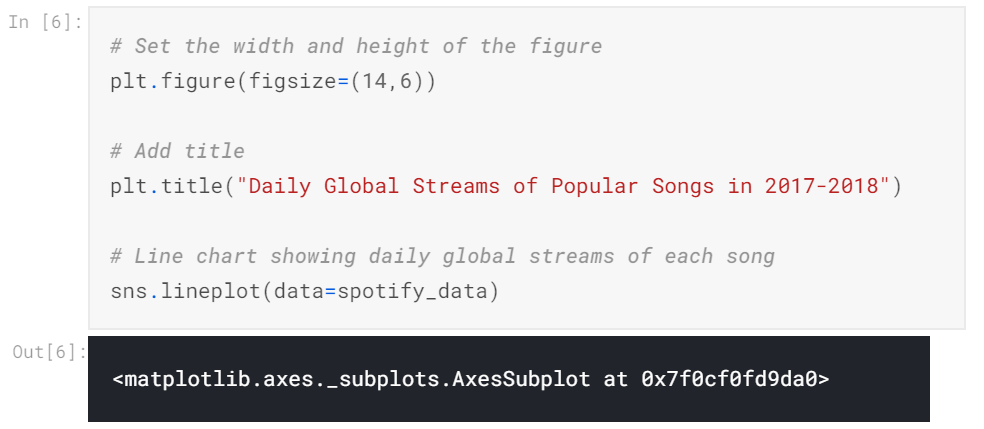 In [6]:
# Set the width and height of the figure
plt.figure(figsize=(14,6))
# Add title
plt.title("Daily Global Streams of Popular Songs in 2017-2018")
# Line chart showing daily global streams of each song
sns.lineplot(data=spotify_data)
Out[6]:
<matplotlib.axes._subplots.AxesSubplot at 0x7f0cf0fd9da0>